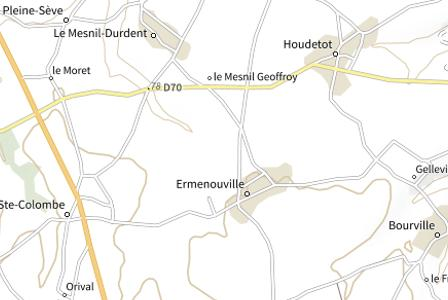 Pleine-Sève
Le Mesnil-Durdent
Houdetot
le Moret
le Mesnil Geoffroy
78 D70
Ermenouville
Gellevi
Ste-Colombe
Bourville
le F
Orival